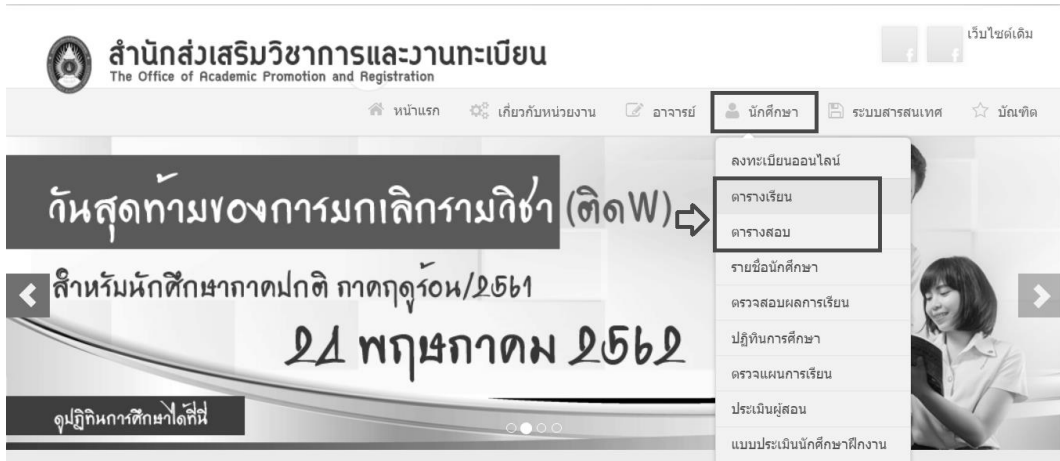 สำนักส่งเสริมวิชาการและงานทะเบียน
The Office of Academic Promotion and Registration
เว็บไซต์เดิม
หน้าแรก เกี่ยวกับหน่วยงาน อาจารย์ นักศึกษา ระบบสารสนเทศ บัณฑิต
ลงทะเบียนออนไลน์
ตารางเรียน
ตารางสอบ
รายชื่อนักศึกษา
ตรวจสอบผลการเรียน
ปฏิทินการศึกษา
ตรวจแผนการเรียน
ประเมินผู้สอน
แบบประเมินนักศึกษาฝึกงาน
วันสุดท้ายของการยกเลิกรายวิชา (ติดW)
สำหรับนักศึกษาภาคปกติ ภาคฤดูร้อน/2561
21 พฤษภาคม 2562
ดูปฏิทินการศึกษาได้ที่นี่